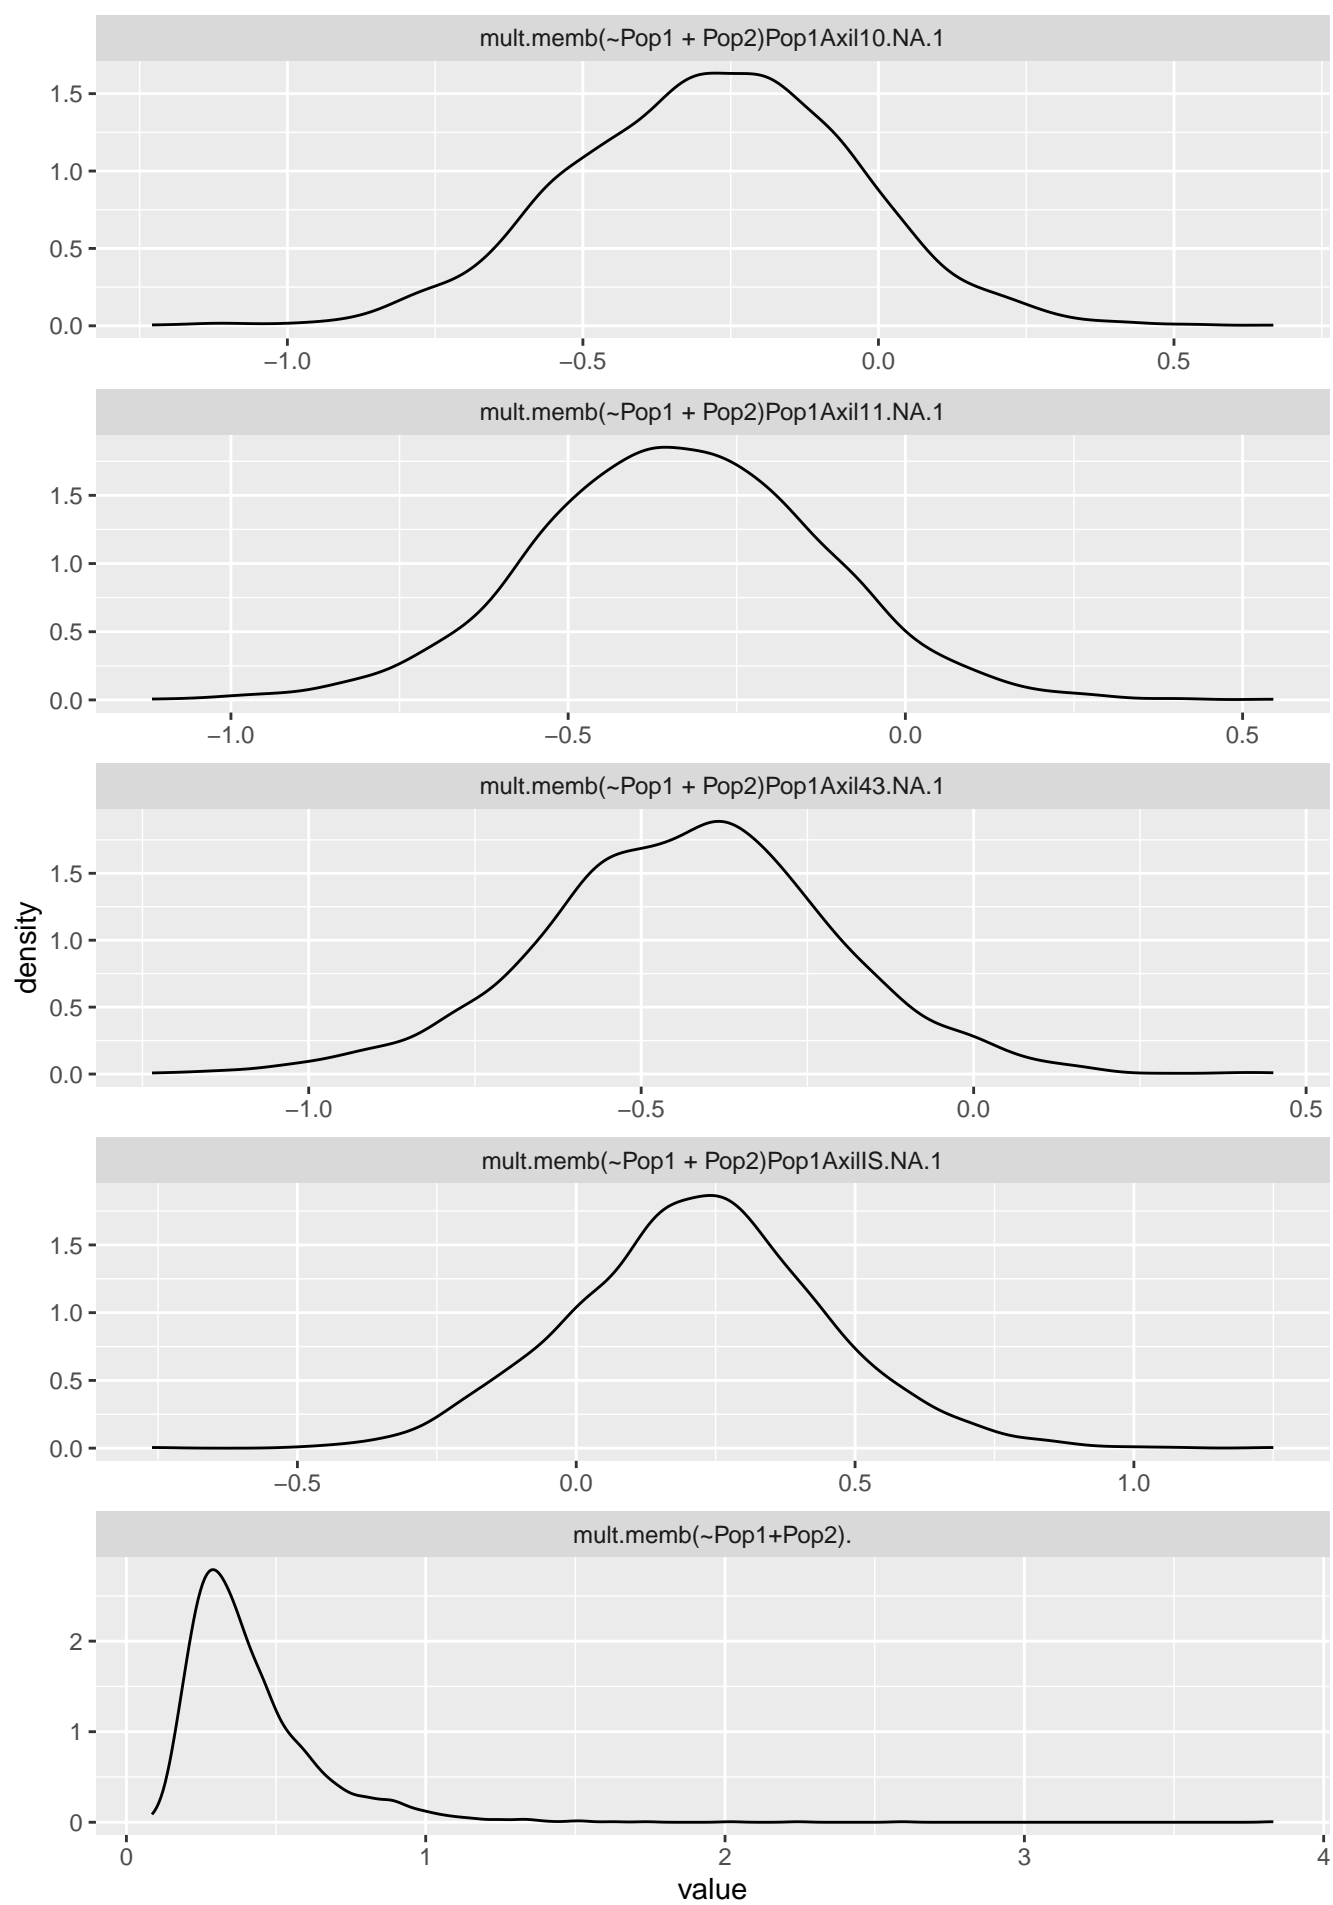 mult.memb(~Pop1 + Pop2)Pop1Axil10.NA.1
1.5
1.0
0.5
0.0
−1.0 −0.5 0.0 0.5
mult.memb(~Pop1 + Pop2)Pop1Axil11.NA.1
1.5
1.0
0.5
0.0
−1.0 −0.5 0.0 0.5
mult.memb(~Pop1 + Pop2)Pop1Axil43.NA.1
1.5
1.0
0.5
0.0
−1.0 −0.5 0.0 0.5
density
mult.memb(~Pop1 + Pop2)Pop1AxilIS.NA.1
1.5
1.0
0.5
0.0
−0.5 0.0 0.5 1.0
mult.memb(~Pop1+Pop2).
2
1
0
0 1 2 3 4
value